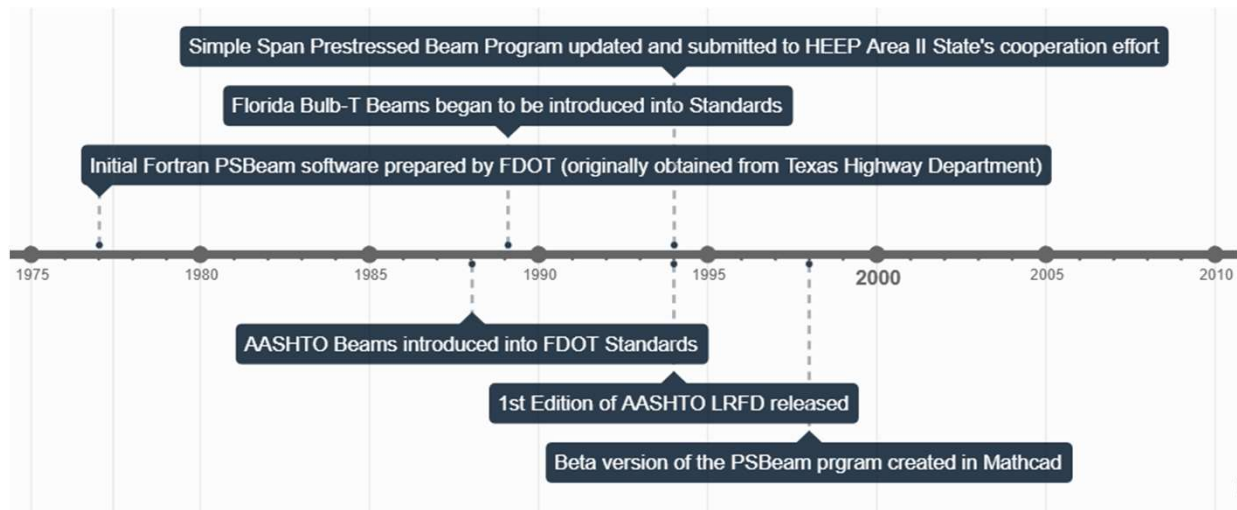 Simple Span Prestressed Beam Program updated and submitted to HEEP Area II State's cooperation effort
Florida Bulb-T Beams began to be introduced into Standards
Initial Fortran PSBeam software prepared by FDOT (originally obtained from Texas Highway Department)
1975 1980 1985 1990 1995 2000 2005 2010
AASHTO Beams introduced into FDOT Standards
1st Edition of AASHTO LRFD released
Beta version of the PSBeam prgram created in Mathcad